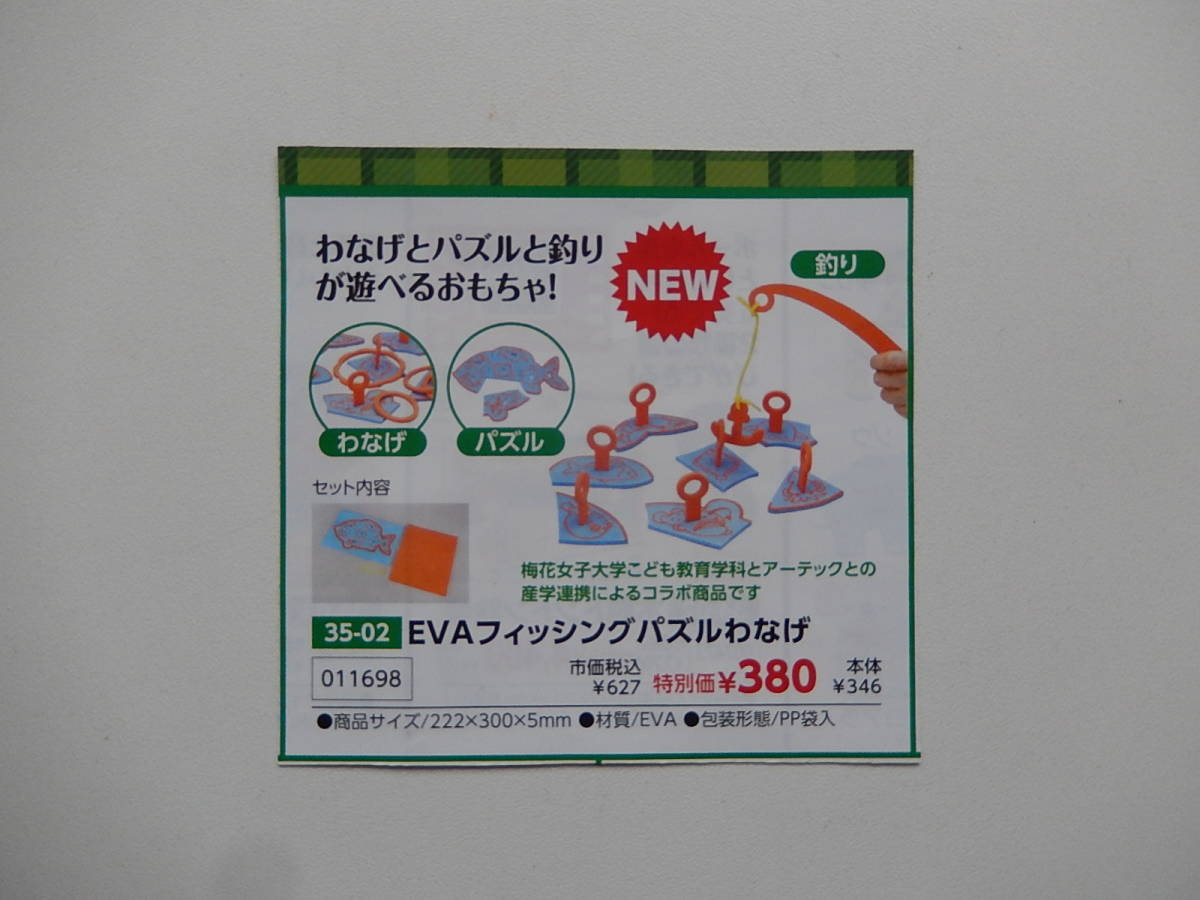 わなげとパズルと釣り
が遊べるおもちゃ!
NEW
釣り
わなげ
パズル
セット内容
梅花女子大学こども教育学科とアーテックとの
産学連携によるコラボ商品です
35-02 EVAフィッシングパズルわなげ
011698
市価税込
¥627
特別価¥380
本体
¥346
●商品サイズ/222×300×5mm ●材質/EVA ●包装形態/PP袋入